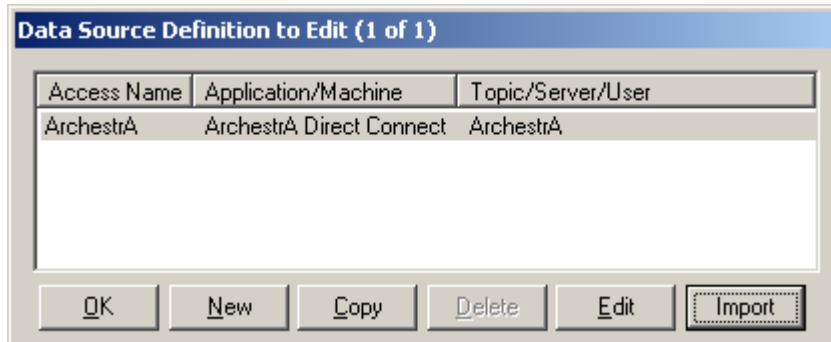 Data Source Definition to Edit (1 of 1)
Access Name Application/Machine Topic/Server/User
ArchestrA ArchestrA Direct Connect ArchestrA
OK New Copy Delete Edit Import